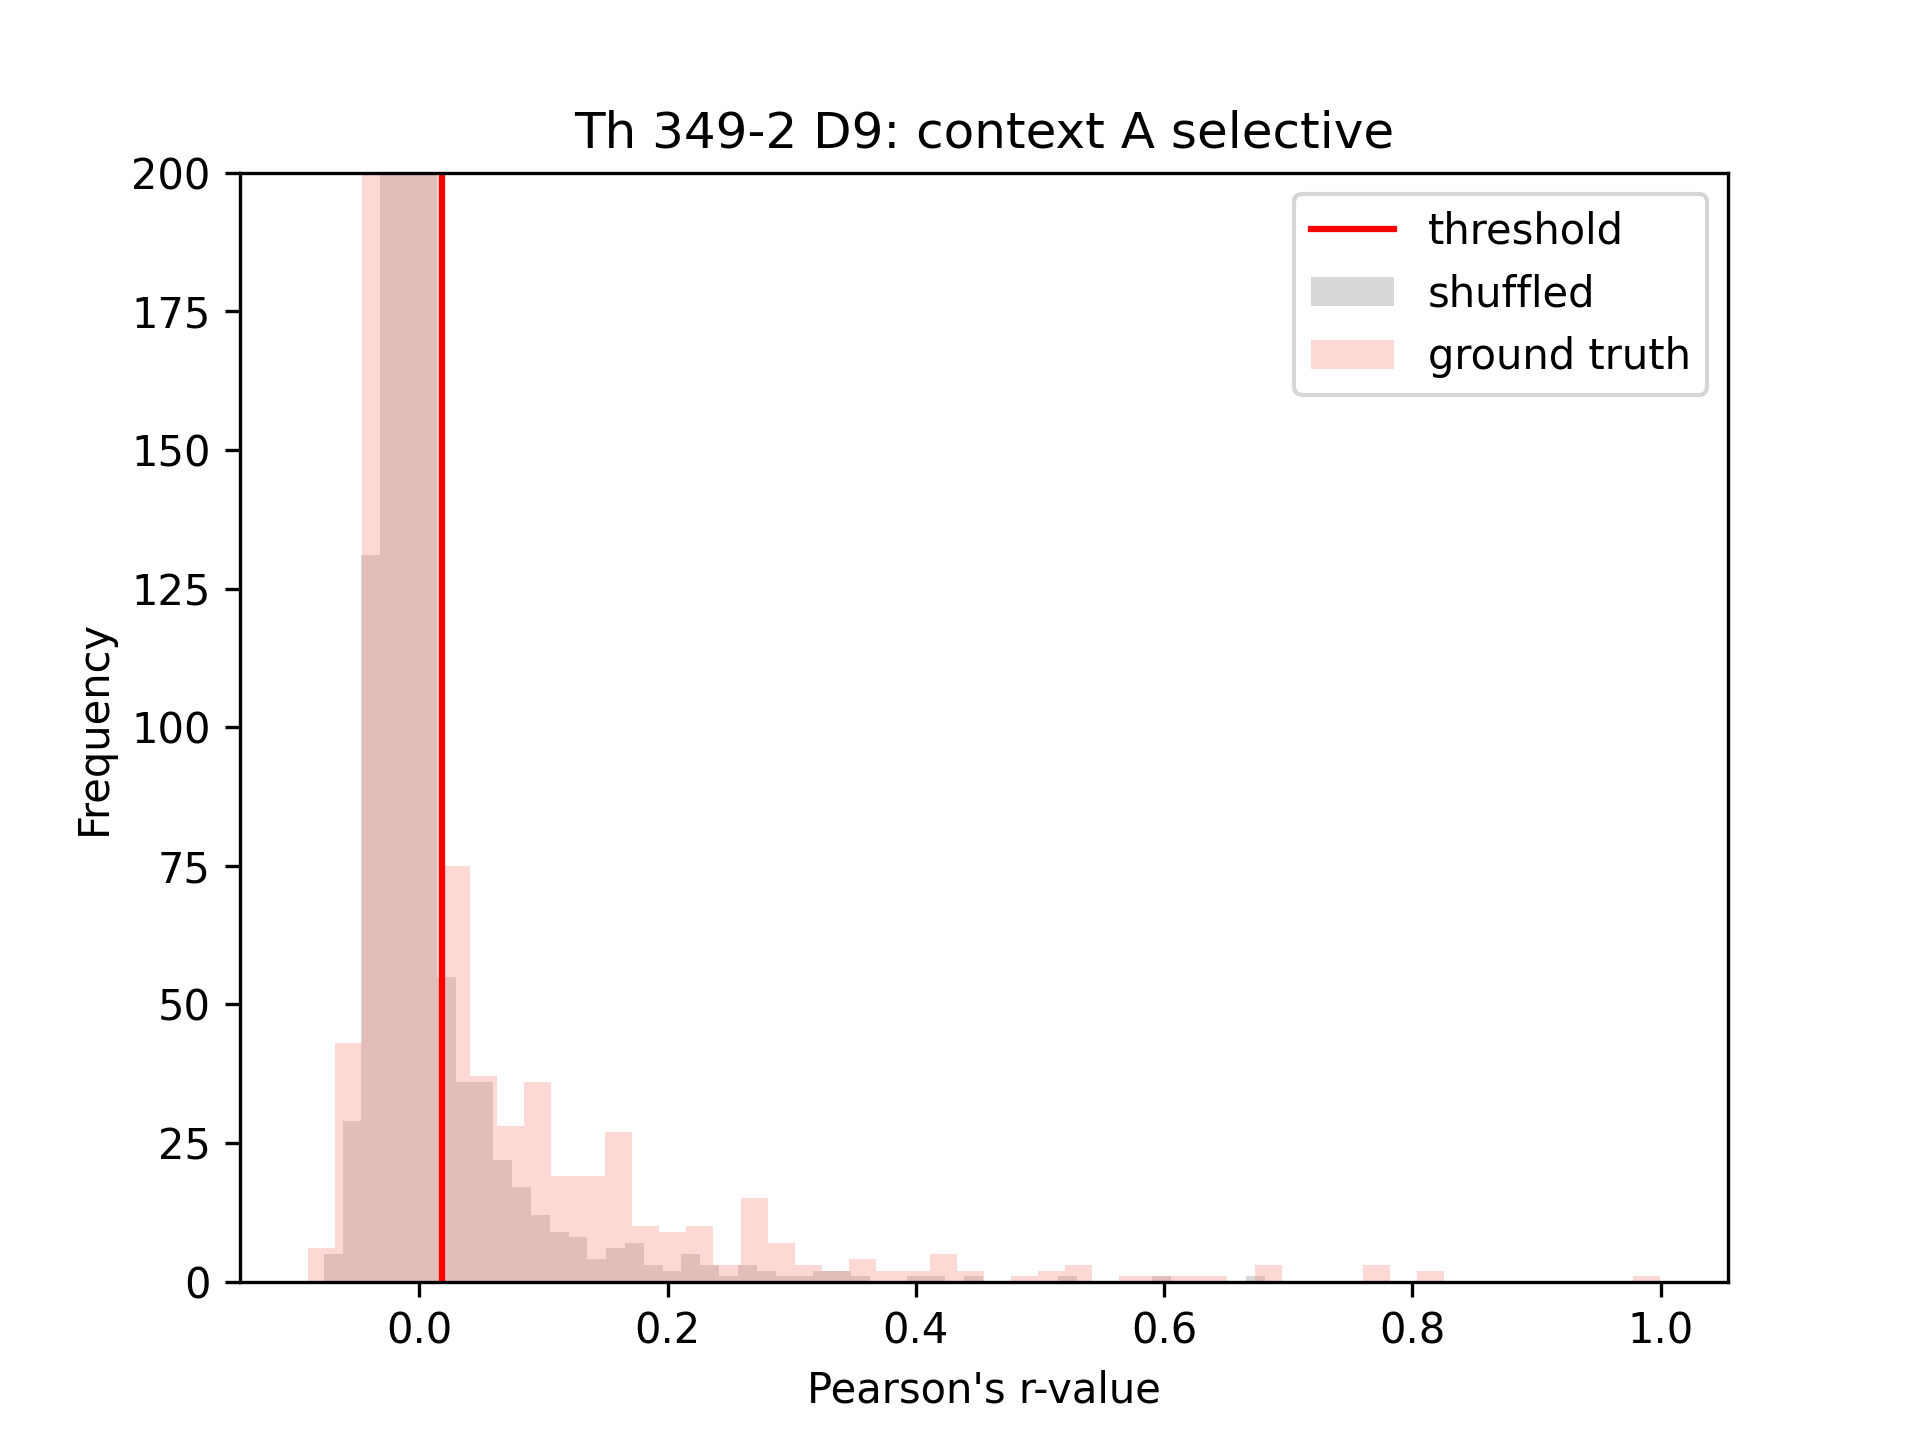 Th 349-2 D9: context A selective
200
175
150
125
100
75
50
25
0
Frequency
threshold
shuffled
ground truth
0.0 0.2 0.4 0.6 0.8 1.0
Pearson's r-value